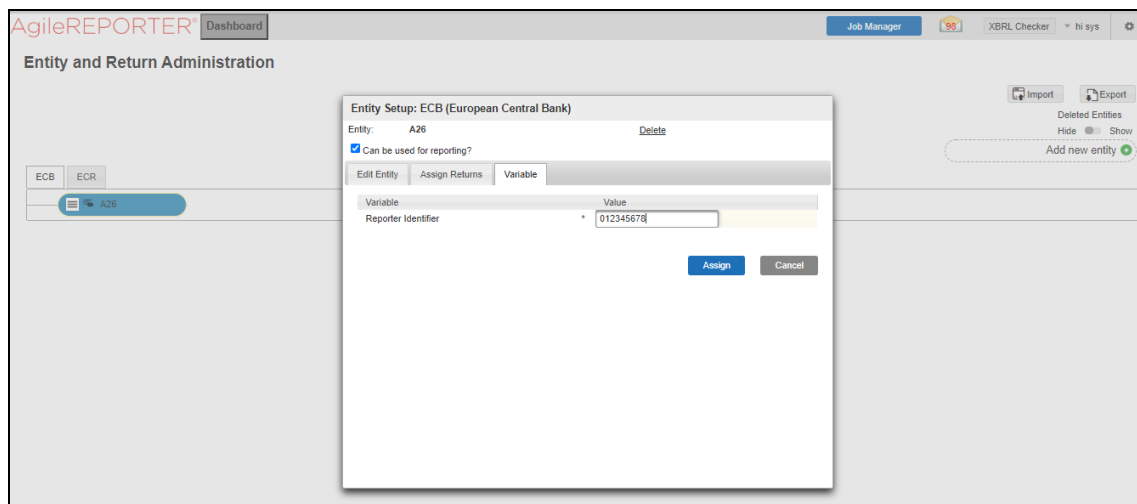 AgileREPORTER® Dashboard Job Manager 98 XBRL Checker hi sys
Entity and Return Administration
Import Export
Deleted Entities
Hide Show
Add new entity
ECB ECR
A26
Entity Setup: ECB (European Central Bank)
Entity: A26 Delete
Can be used for reporting?
Edit Entity Assign Returns Variable
Variable Value
Reporter Identifier * 012345678
Assign Cancel